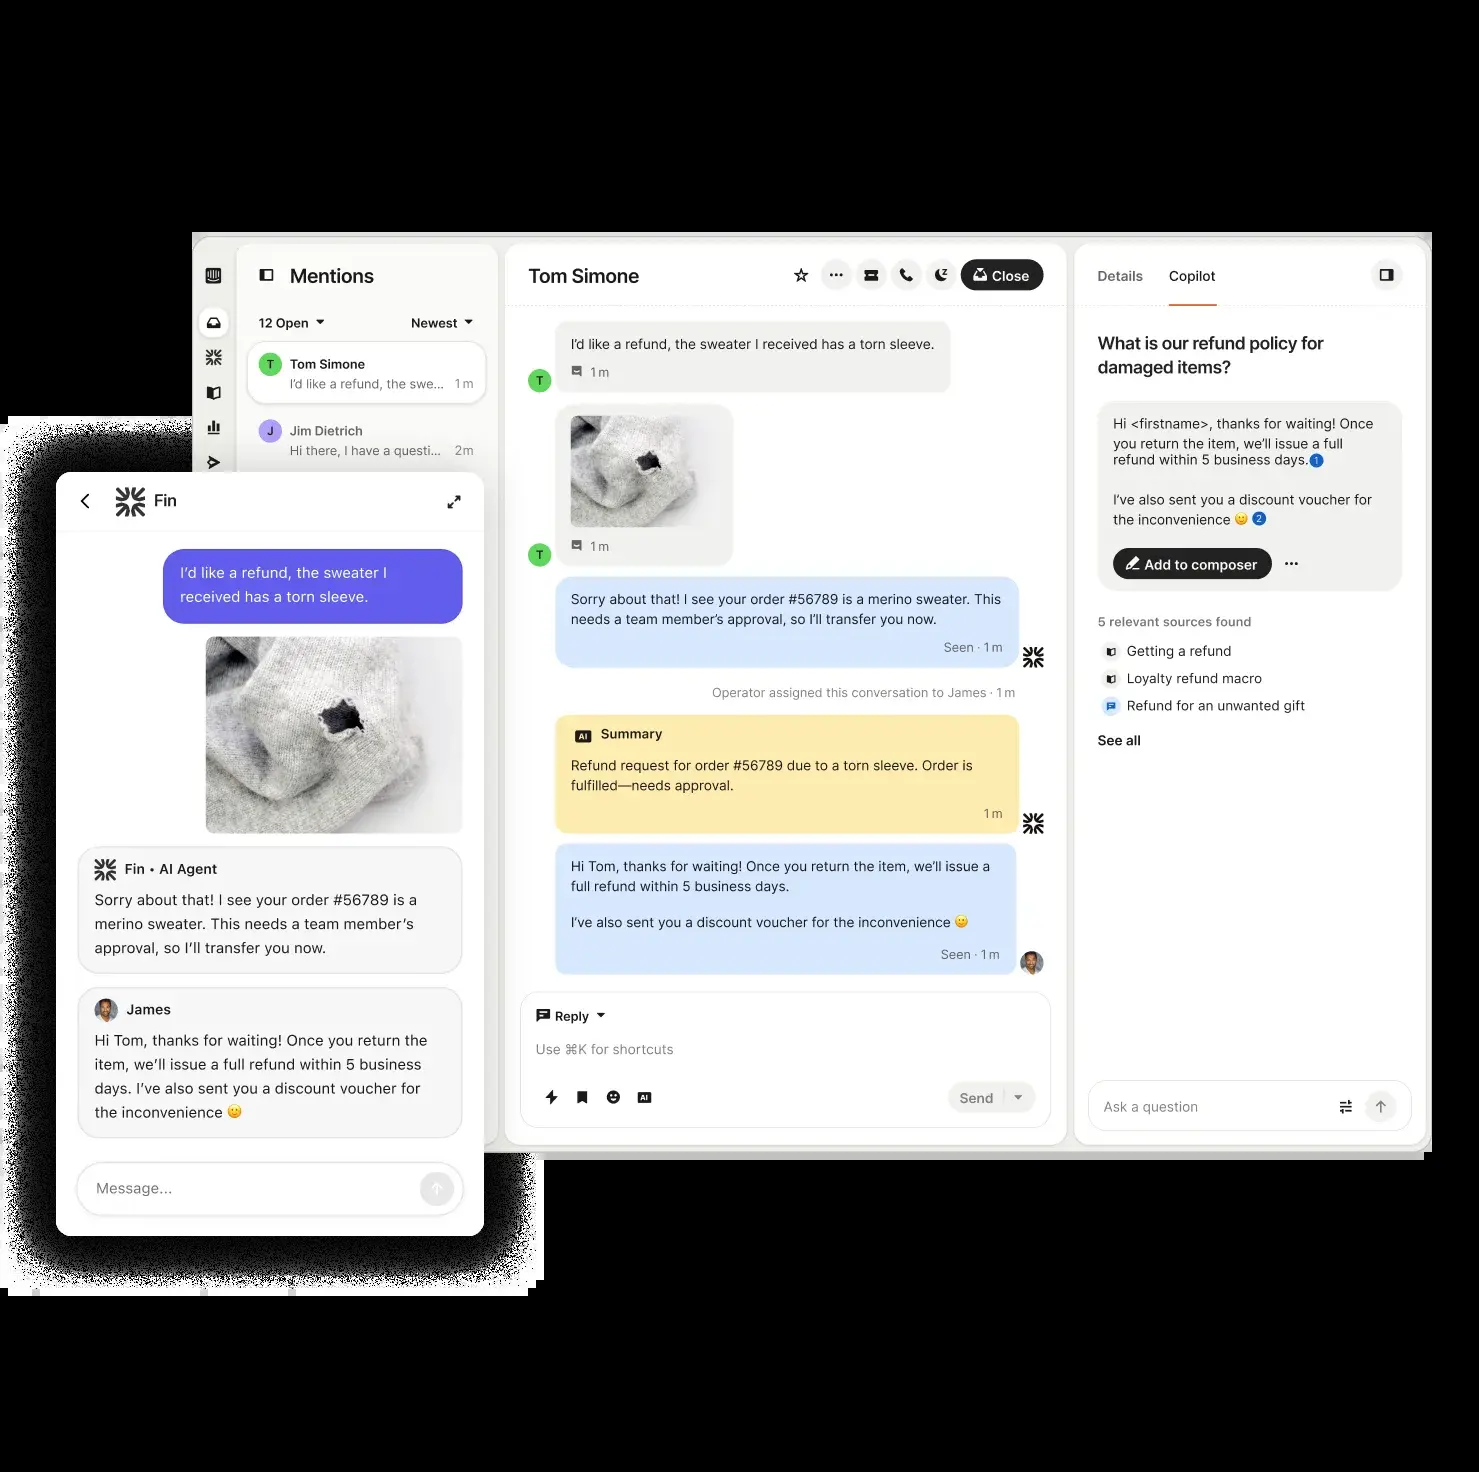 Mentions
12 Open
Newest
T
Tom Simone
I’d like a refund, the swe...
1m
J
Jim Dietrich
Hi there, I have a questi...
2m
Fin
I’d like a refund, the sweater I
received has a torn sleeve.
Fin • AI Agent
Sorry about that! I see your order #56789 is a
merino sweater. This needs a team member’s
approval, so I’ll transfer you now.
James
Hi Tom, thanks for waiting! Once you return the
item, we’ll issue a full refund within 5 business
days. I’ve also sent you a discount voucher for
the inconvenience 🙂
Message...
Tom Simone
Close
I’d like a refund, the sweater I received has a torn sleeve.
1m
T
1m
T
Sorry about that! I see your order #56789 is a merino sweater. This
needs a team member’s approval, so I’ll transfer you now.
Seen · 1m
Operator assigned this conversation to James · 1m
AI Summary
Refund request for order #56789 due to a torn sleeve. Order is
fulfilled—needs approval.
1m
Hi Tom, thanks for waiting! Once you return the item, we’ll issue a
full refund within 5 business days.
I’ve also sent you a discount voucher for the inconvenience 🙂
Seen · 1m
Reply
Use ⌘K for shortcuts
AI
Send
Details
Copilot
What is our refund policy for
damaged items?
Hi <firstname>, thanks for waiting! Once
you return the item, we’ll issue a full
refund within 5 business days. 1
I’ve also sent you a discount voucher for
the inconvenience 🙂 2
Add to composer
5 relevant sources found
Getting a refund
Loyalty refund macro
Refund for an unwanted gift
See all
Ask a question